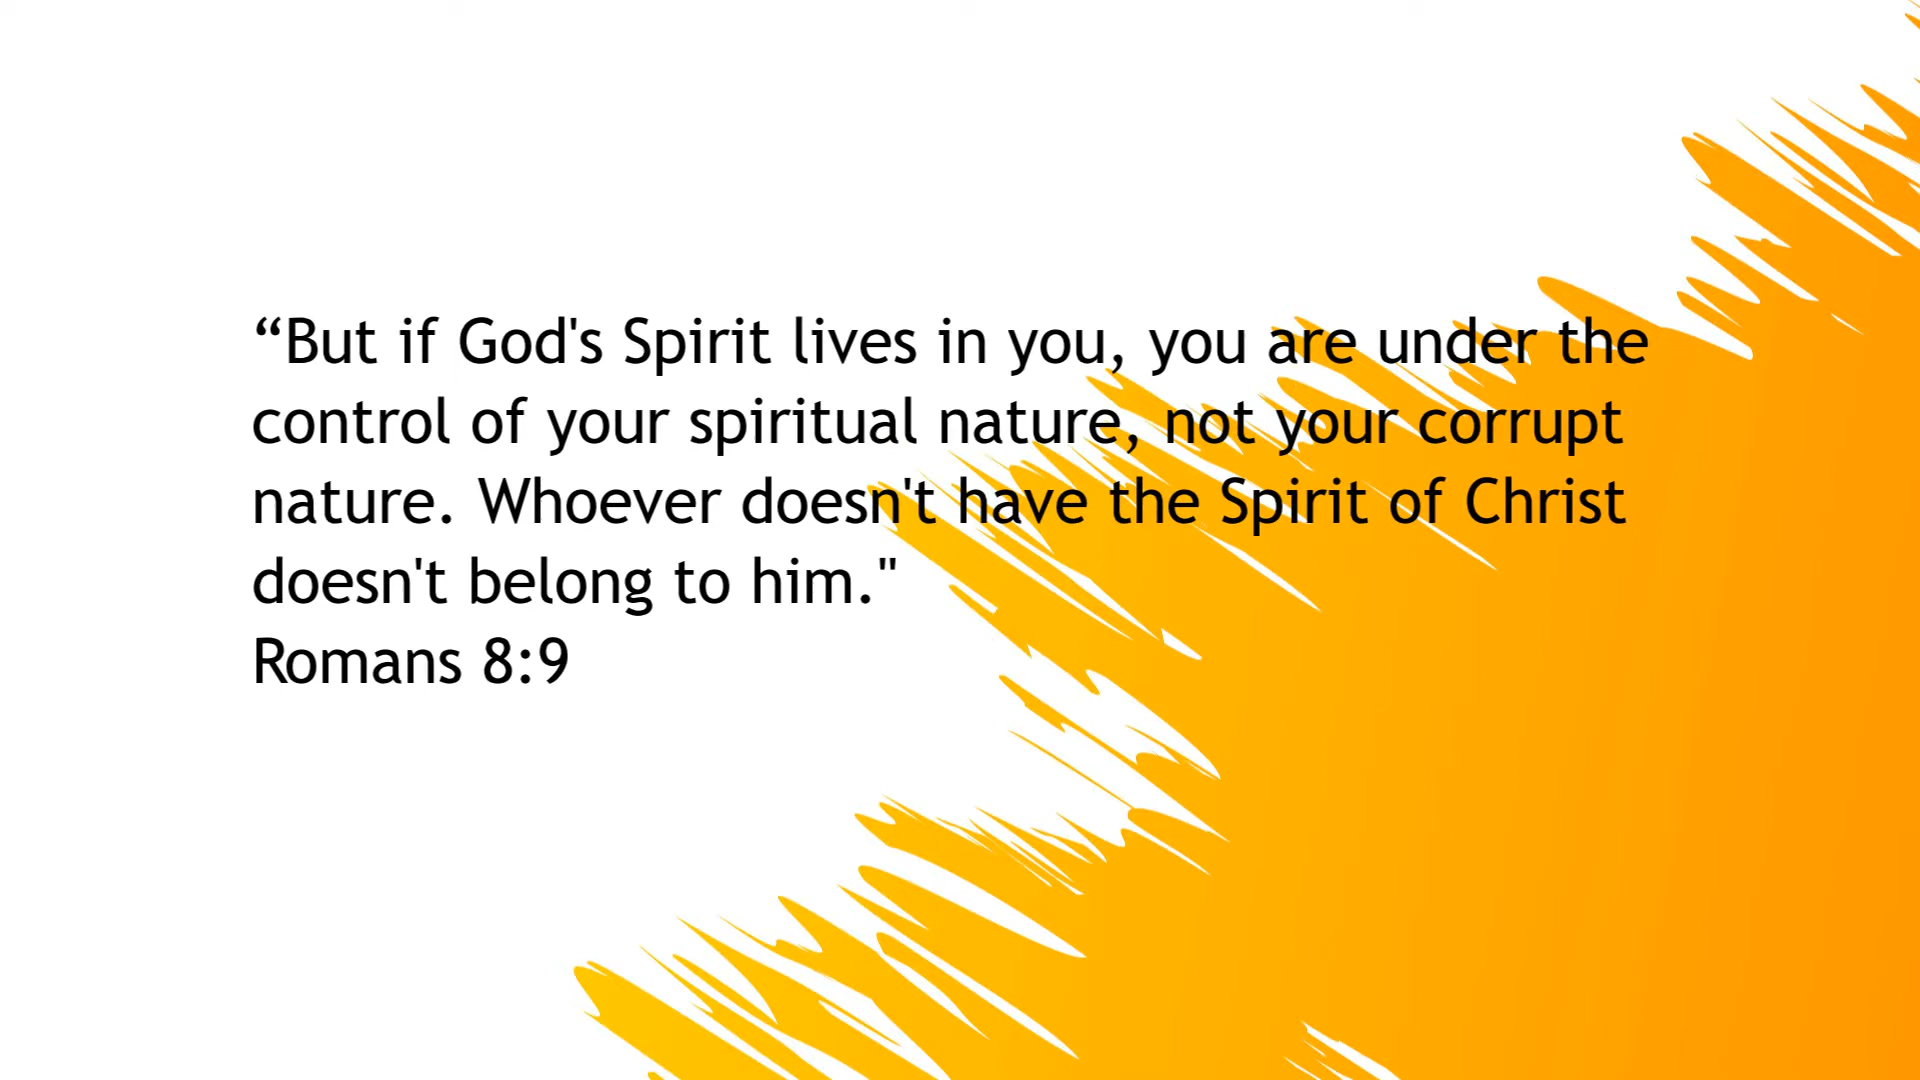 “But if God's Spirit lives in you, you are under the
control of your spiritual nature, not your corrupt
nature. Whoever doesn't have the Spirit of Christ
doesn't belong to him."
Romans 8:9